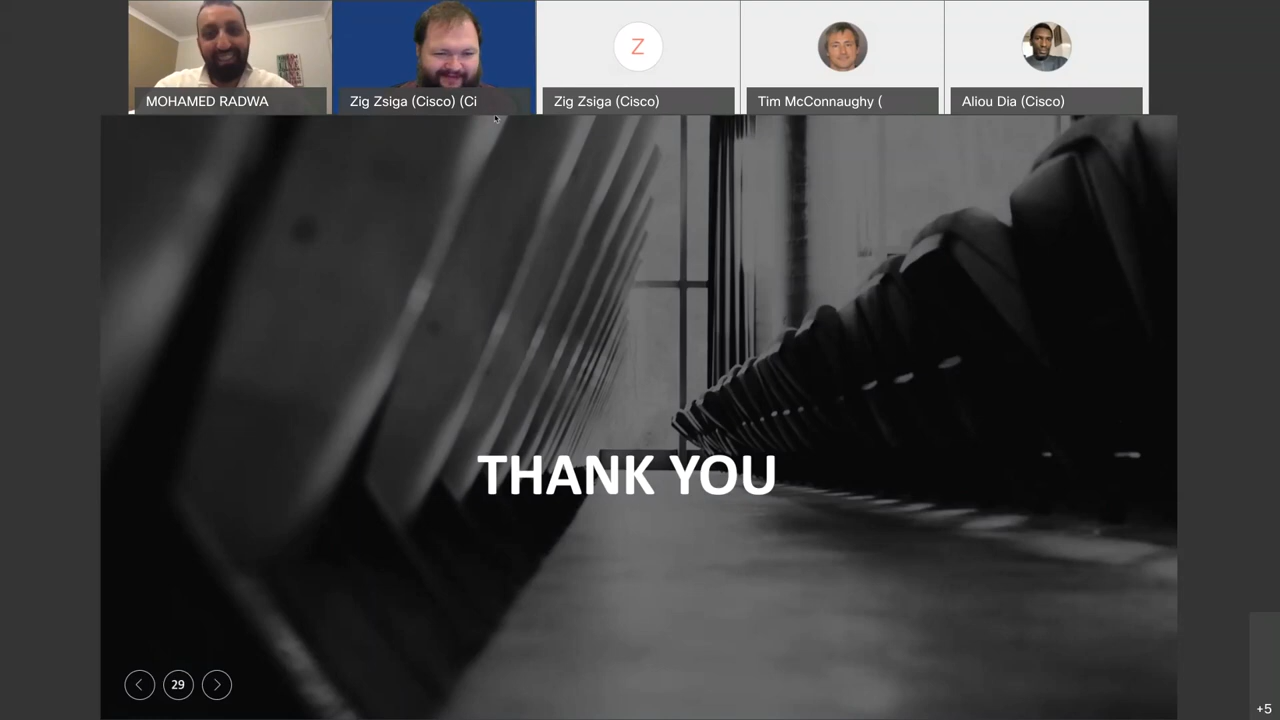 MOHAMED RADWA
Zig Zsiga (Cisco) (Ci
Z
Zig Zsiga (Cisco)
Tim McConnaughy (
Aliou Dia (Cisco)
THANK YOU
29
+5